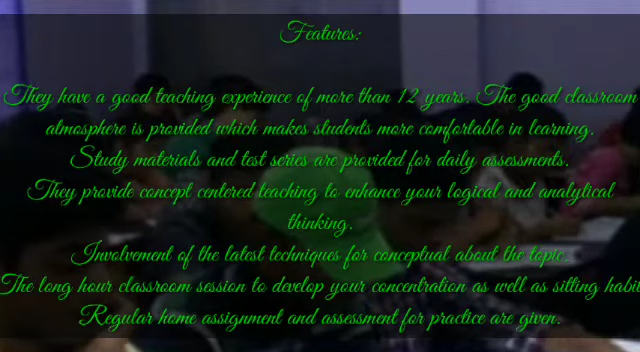 Features:
They have a good teaching experience of more than 12 years. The good classroom
atmosphere is provided which makes students more comfortable in learning.
Study materials and test series are provided for daily assessments.
They provide concept centered teaching to enhance your logical and analytical
thinking.
Involvement of the latest techniques for conceptual about the topic.
The long hour classroom session to develop your concentration as well as sitting habit
Regular home assignment and assessment for practice are given.